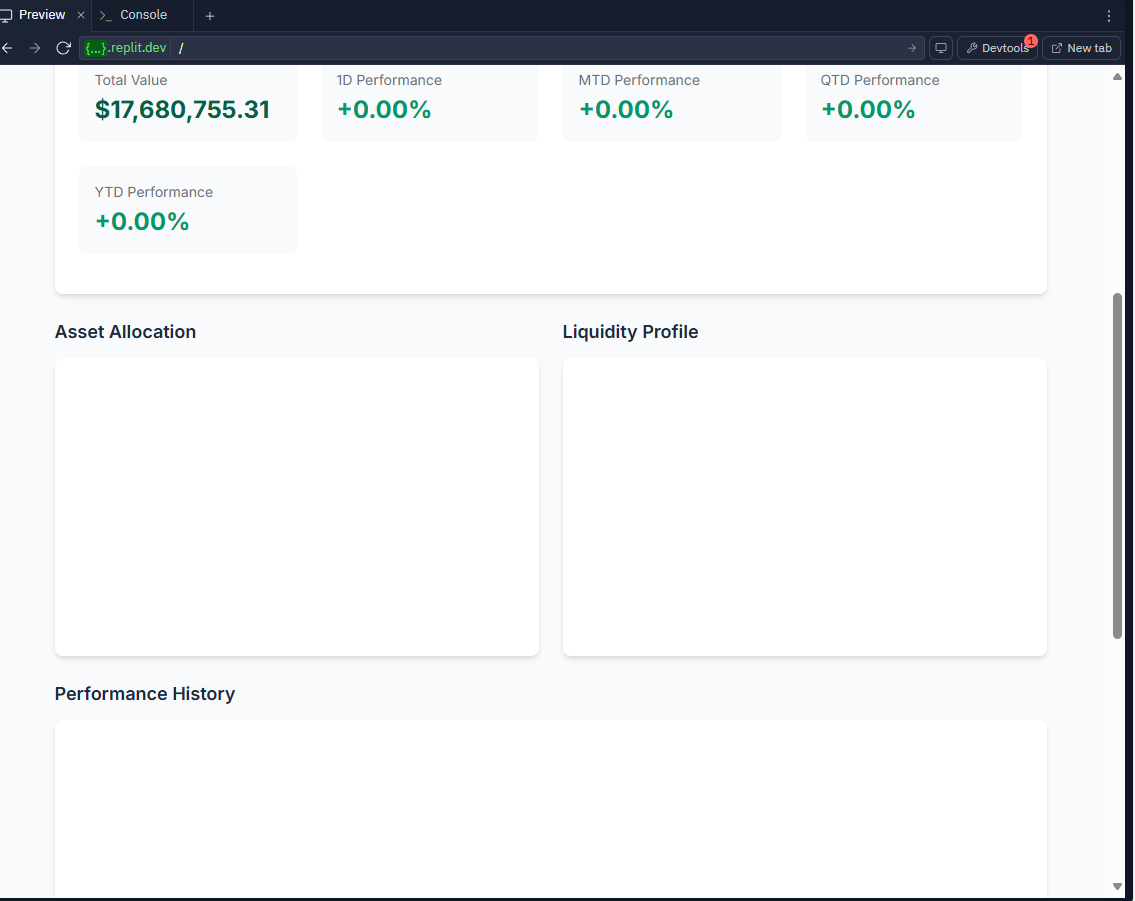 Preview
Console
{...}.replit.dev /
Devtools 1
New tab
Total Value
$17,680,755.31
1D Performance
+0.00%
MTD Performance
+0.00%
QTD Performance
+0.00%
YTD Performance
+0.00%
Asset Allocation
Liquidity Profile
Performance History